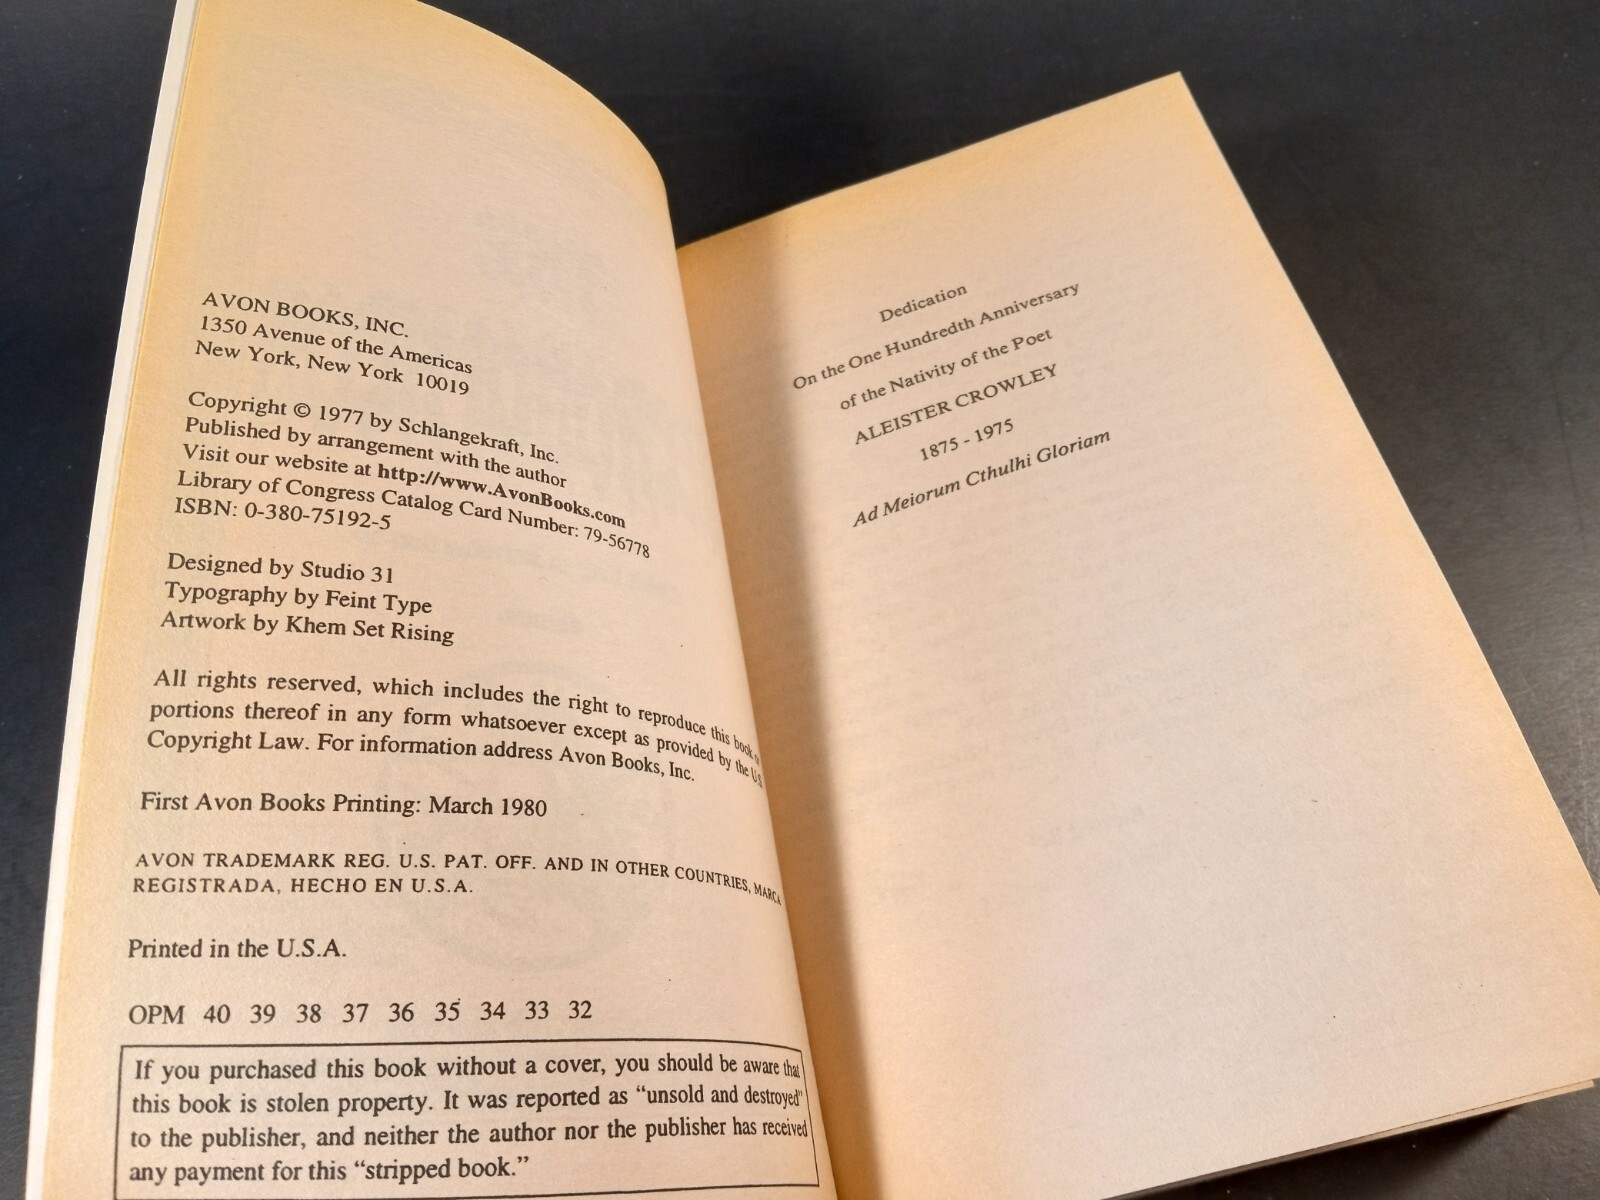 AVON BOOKS, INC.
1350 Avenue of the Americas
New York, New York 10019
Copyright © 1977 by Schlangekraft, Inc.
Published by arrangement with the author
Visit our website at http://www.AvonBooks.com
Library of Congress Catalog Card Number: 79-56778
ISBN: 0-380-75192-5
Designed by Studio 31
Typography by Feint Type
Artwork by Khem Set Rising
All rights reserved, which includes the right to reproduce this book or
portions thereof in any form whatsoever except as provided by the U.S.
Copyright Law. For information address Avon Books, Inc.
First Avon Books Printing: March 1980
AVON TRADEMARK REG. U.S. PAT. OFF. AND IN OTHER COUNTRIES, MARCA
REGISTRADA, HECHO EN U.S.A.
Printed in the U.S.A.
OPM 40 39 38 37 36 35 34 33 32
If you purchased this book without a cover, you should be aware that
this book is stolen property. It was reported as “unsold and destroyed”
to the publisher, and neither the author nor the publisher has received
any payment for this “stripped book.”
Dedication
On the One Hundredth Anniversary
of the Nativity of the Poet
ALEISTER CROWLEY
1875 - 1975
Ad Meiorum Cthulhi Gloriam